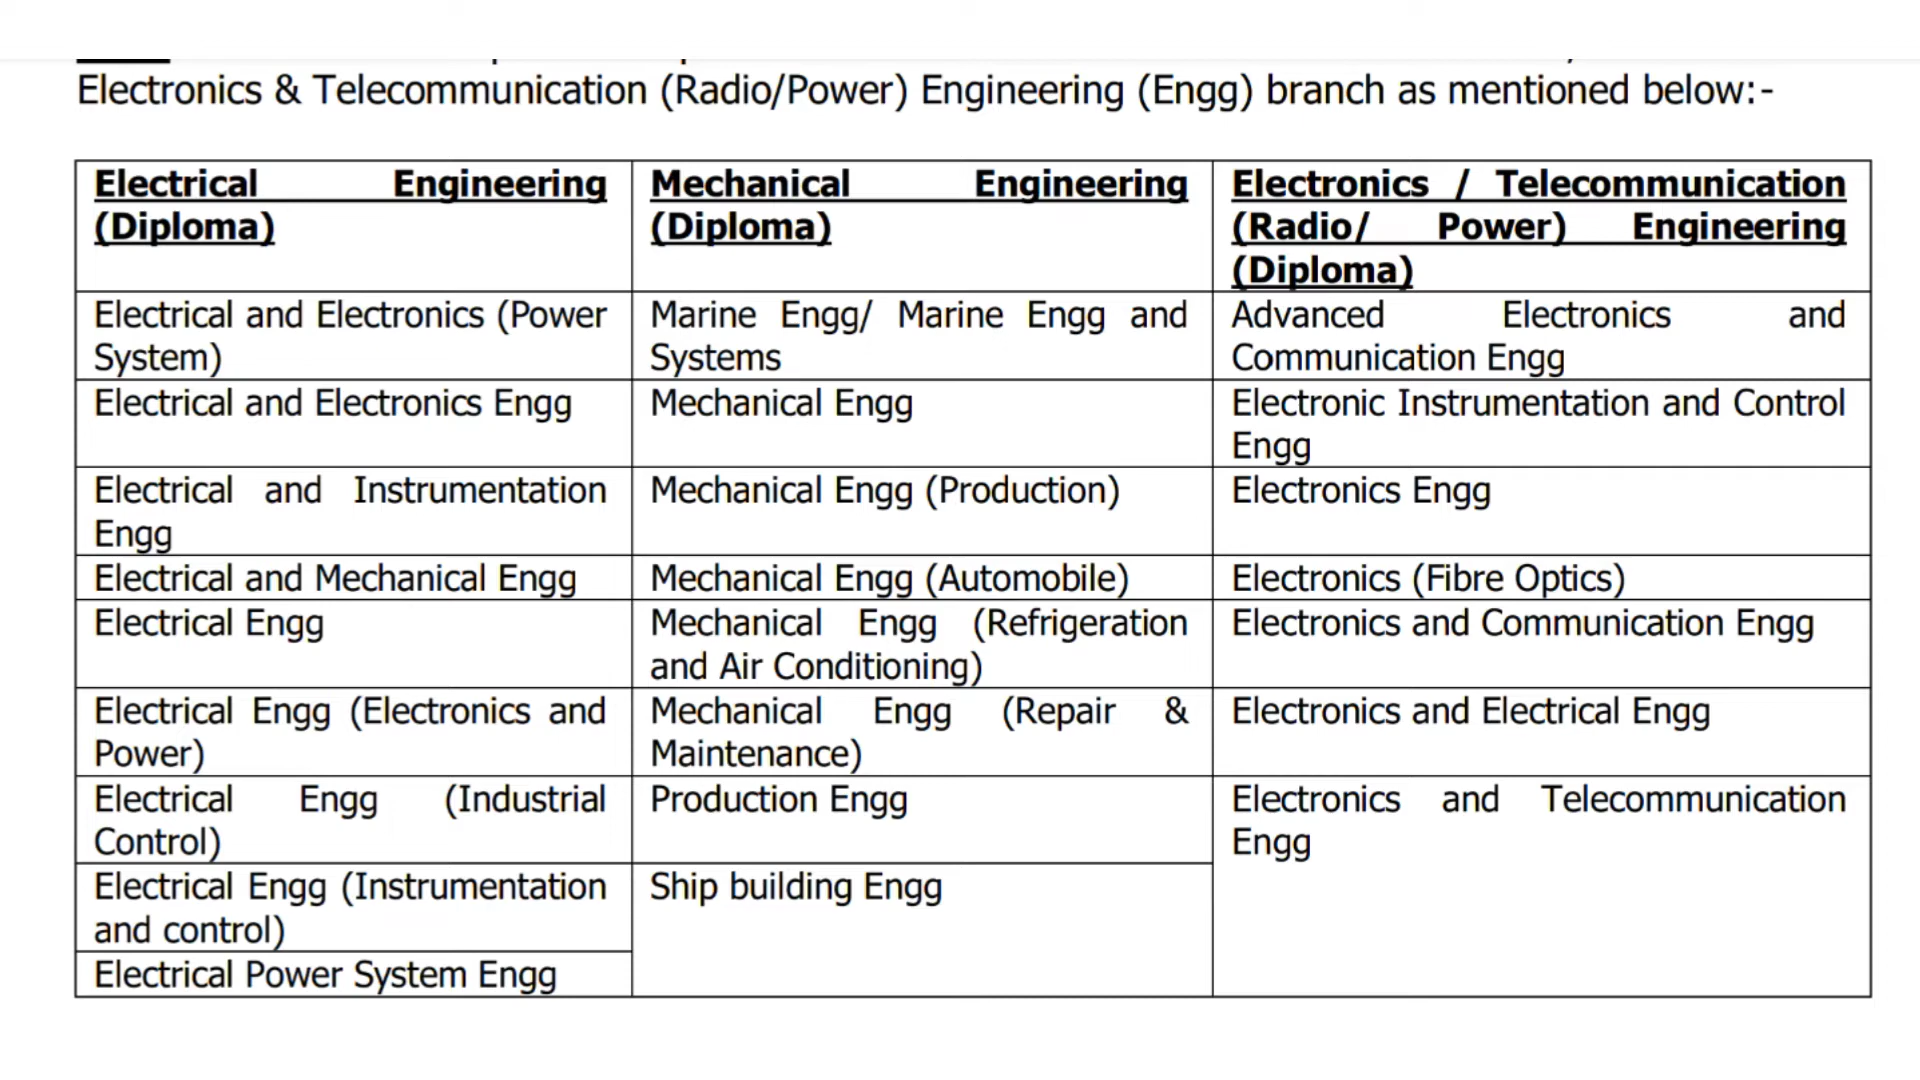 Electronics & Telecommunication (Radio/Power) Engineering (Engg) branch as mentioned below:-
Electrical Engineering
(Diploma)
Mechanical Engineering
(Diploma)
Electronics / Telecommunication
(Radio/ Power) Engineering
(Diploma)
Electrical and Electronics (Power
System)
Marine Engg/ Marine Engg and
Systems
Advanced Electronics and
Communication Engg
Electrical and Electronics Engg
Mechanical Engg
Electronic Instrumentation and Control
Engg
Electrical and Instrumentation
Engg
Mechanical Engg (Production)
Electronics Engg
Electrical and Mechanical Engg
Mechanical Engg (Automobile)
Electronics (Fibre Optics)
Electrical Engg
Mechanical Engg (Refrigeration
and Air Conditioning)
Electronics and Communication Engg
Electrical Engg (Electronics and
Power)
Mechanical Engg (Repair &
Maintenance)
Electronics and Electrical Engg
Electrical Engg (Industrial
Control)
Production Engg
Electronics and Telecommunication
Engg
Electrical Engg (Instrumentation
and control)
Ship building Engg
Electrical Power System Engg